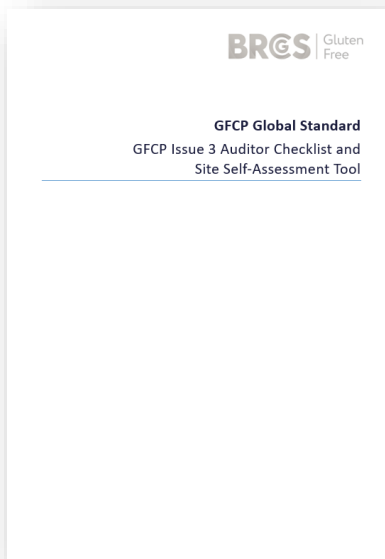 BRCGS Gluten
Free
GFCP Global Standard
GFCP Issue 3 Auditor Checklist and
Site Self-Assessment Tool